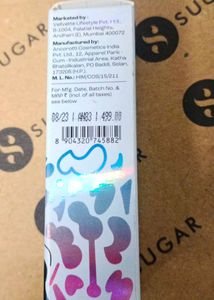 Marketed by:
Vellvette Lifestyle Pvt. Ltd.,
B-1004, Palatial Heights,
Andheri (E), Mumbai 400072
Manufactured by:
Cosmetics India
Pvt. Ltd., 12, Apparel Park -
Cum - Industrial Area, Katha
Bhatolikalan, PO Baddi, Solan,
173205 (H.P.)
M. L. No.: HIM/COS/15/211
For Mfg. Date, Batch No. &
MRP ₹ (incl. of all taxes)
see below
08/23 499.00
8 904320 745882
SUGAR
SUGAR